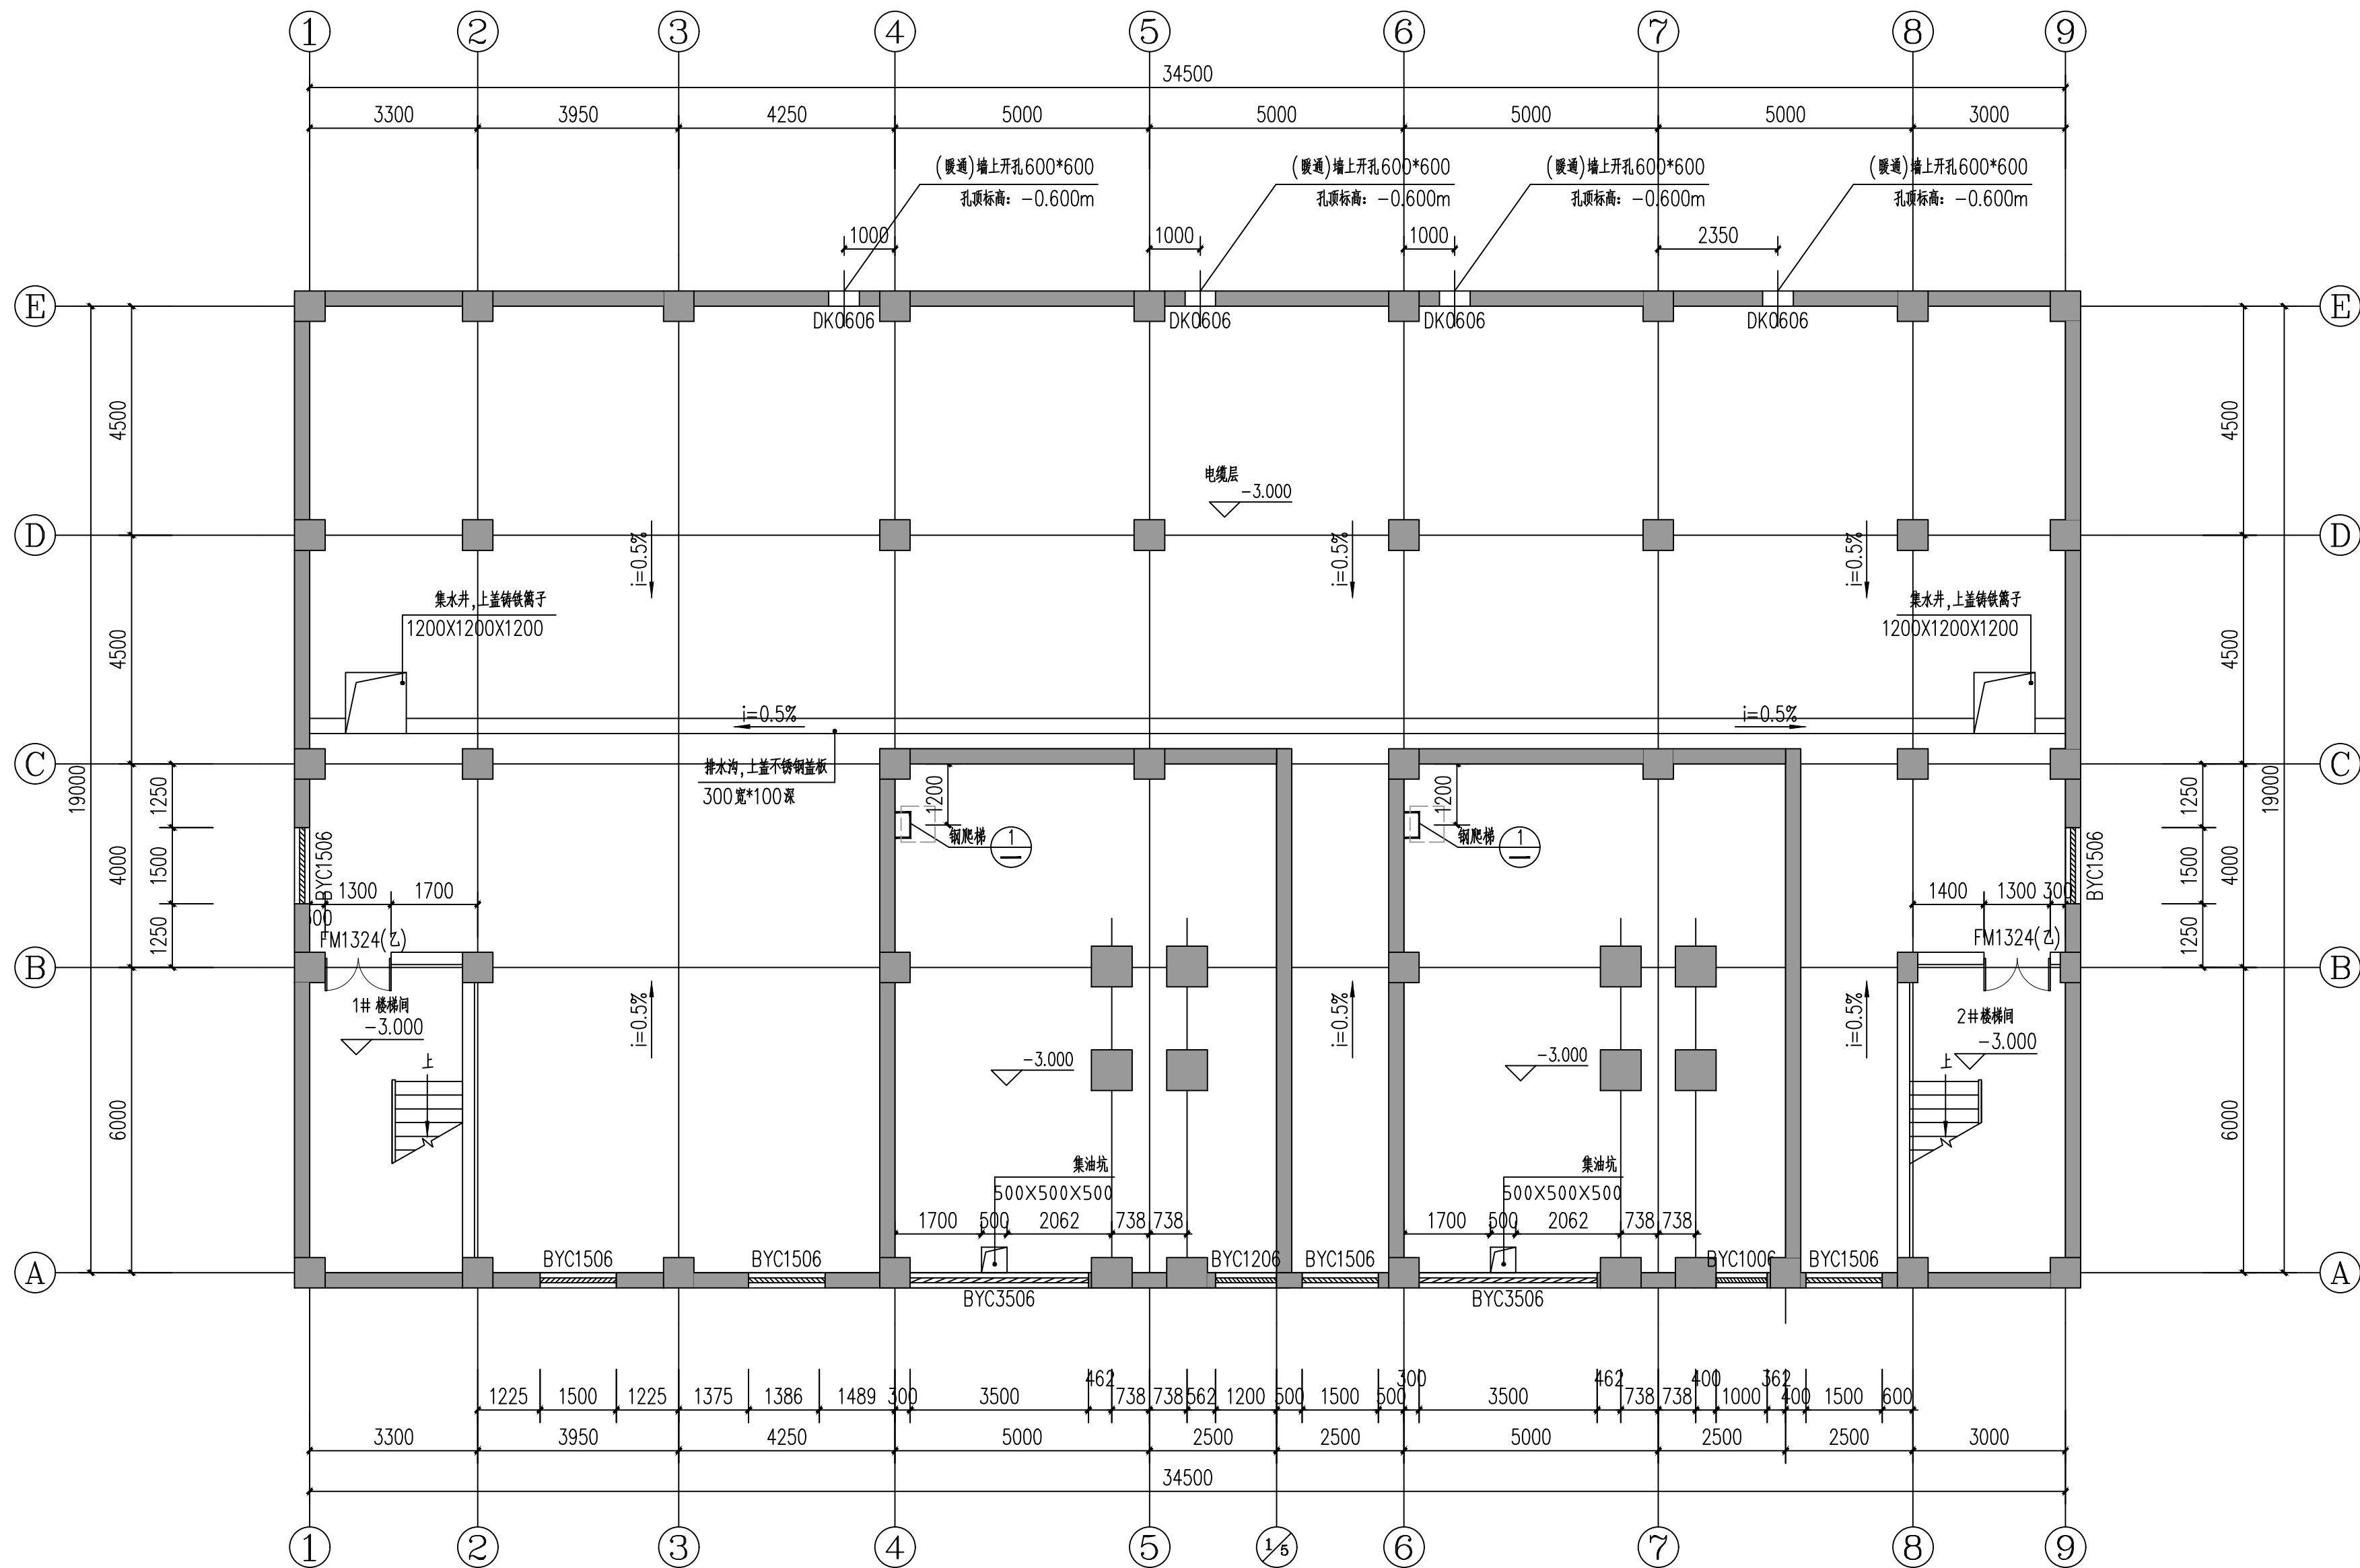 1 2 3 4 5 6 7 8 9
34500
3300 3950 4250 5000 5000 5000 5000 3000
(暖通)墙上开孔600*600
孔顶标高: -0.600m
(暖通)墙上开孔600*600
孔顶标高: -0.600m
(暖通)墙上开孔600*600
孔顶标高: -0.600m
(暖通)墙上开孔600*600
孔顶标高: -0.600m
1000 1000 1000 2350
E E
DK0606 DK0606 DK0606 DK0606
4500 4500
电缆层
-3.000
D D
i=0.5% i=0.5% i=0.5%
集水井,上盖铸铁篦子
1200X1200X1200
集水井,上盖铸铁篦子
1200X1200X1200
4500 4500
i=0.5% i=0.5%
C C
排水沟,上盖不锈钢盖板
300宽*100深
19000 19000
1250 1200 1200 1250
钢爬梯 1
钢爬梯 1
4000 1500 BYC1506 BYC1506 1500 4000
1300 1700 1400 1300 300
1250 1250
FM1324(乙) FM1324(乙)
B B
1# 楼梯间
-3.000
上
i=0.5% i=0.5% i=0.5%
2#楼梯间
-3.000
上
-3.000 -3.000
6000 6000
集油坑
500X500X500
集油坑
500X500X500
1700 500 2062 738 738 1700 500 2062 738 738
BYC1506 BYC1506 BYC1206 BYC1506 BYC1006 BYC1506
A A
BYC3506 BYC3506
1225 1500 1225 1375 1386 1489 300 3500 462 738 738 562 1200 500 1500 500 300 3500 462 738 738 400 1000 362 400 1500 600
3300 3950 4250 5000 2500 2500 5000 2500 2500 3000
34500
1 2 3 4 5 1/5 6 7 8 9